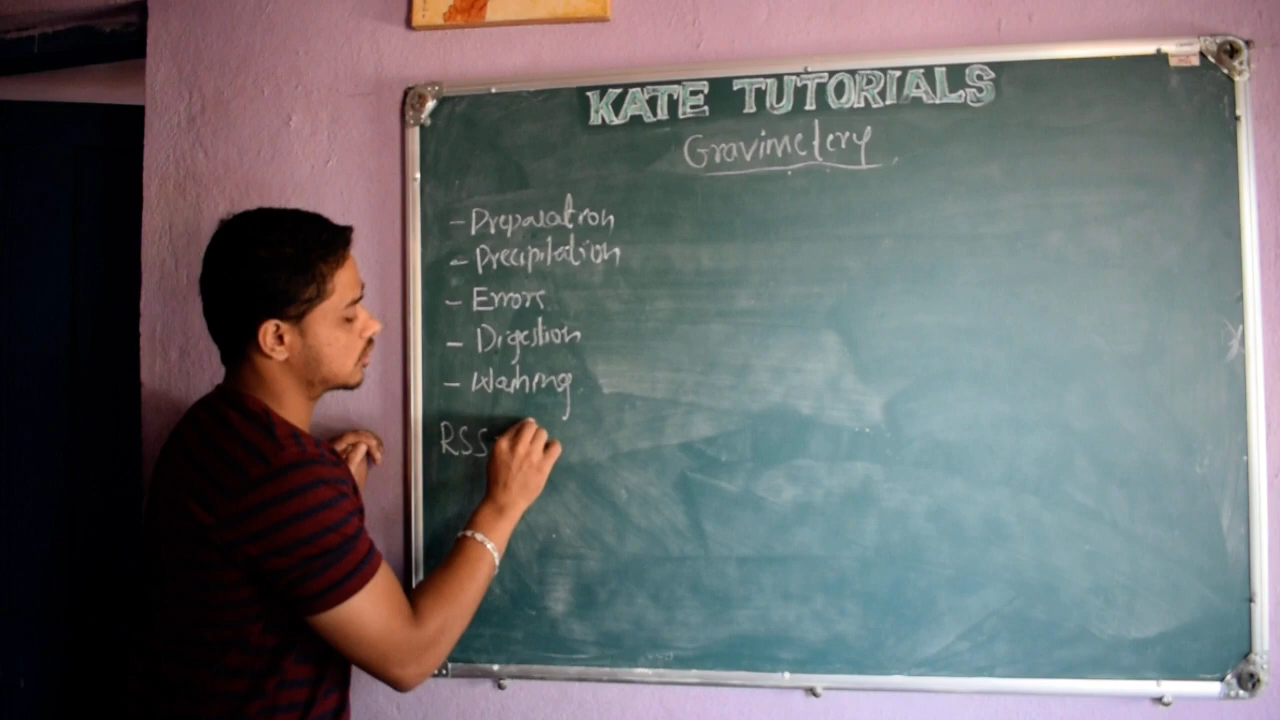 KATE TUTORIALS
Gravimetery
- Preparation
- Precipitation
- Errors
- Digestion
- Washing
RSS